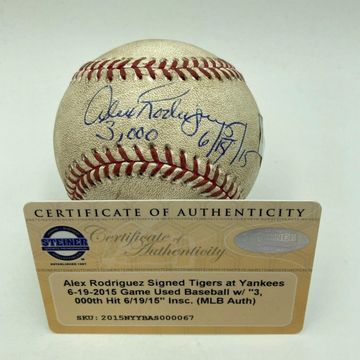 Alex Rodriguez
3,000
6/19/15
CERTIFICATE OF AUTHENTICITY
STEINER
Certificate of
Authenticity
STEINER
Alex Rodriguez Signed Tigers at Yankees
6-19-2015 Game Used Baseball w/ "3,
000th Hit 6/19/15" Insc. (MLB Auth)
SKU: 2015NYYBAS000067